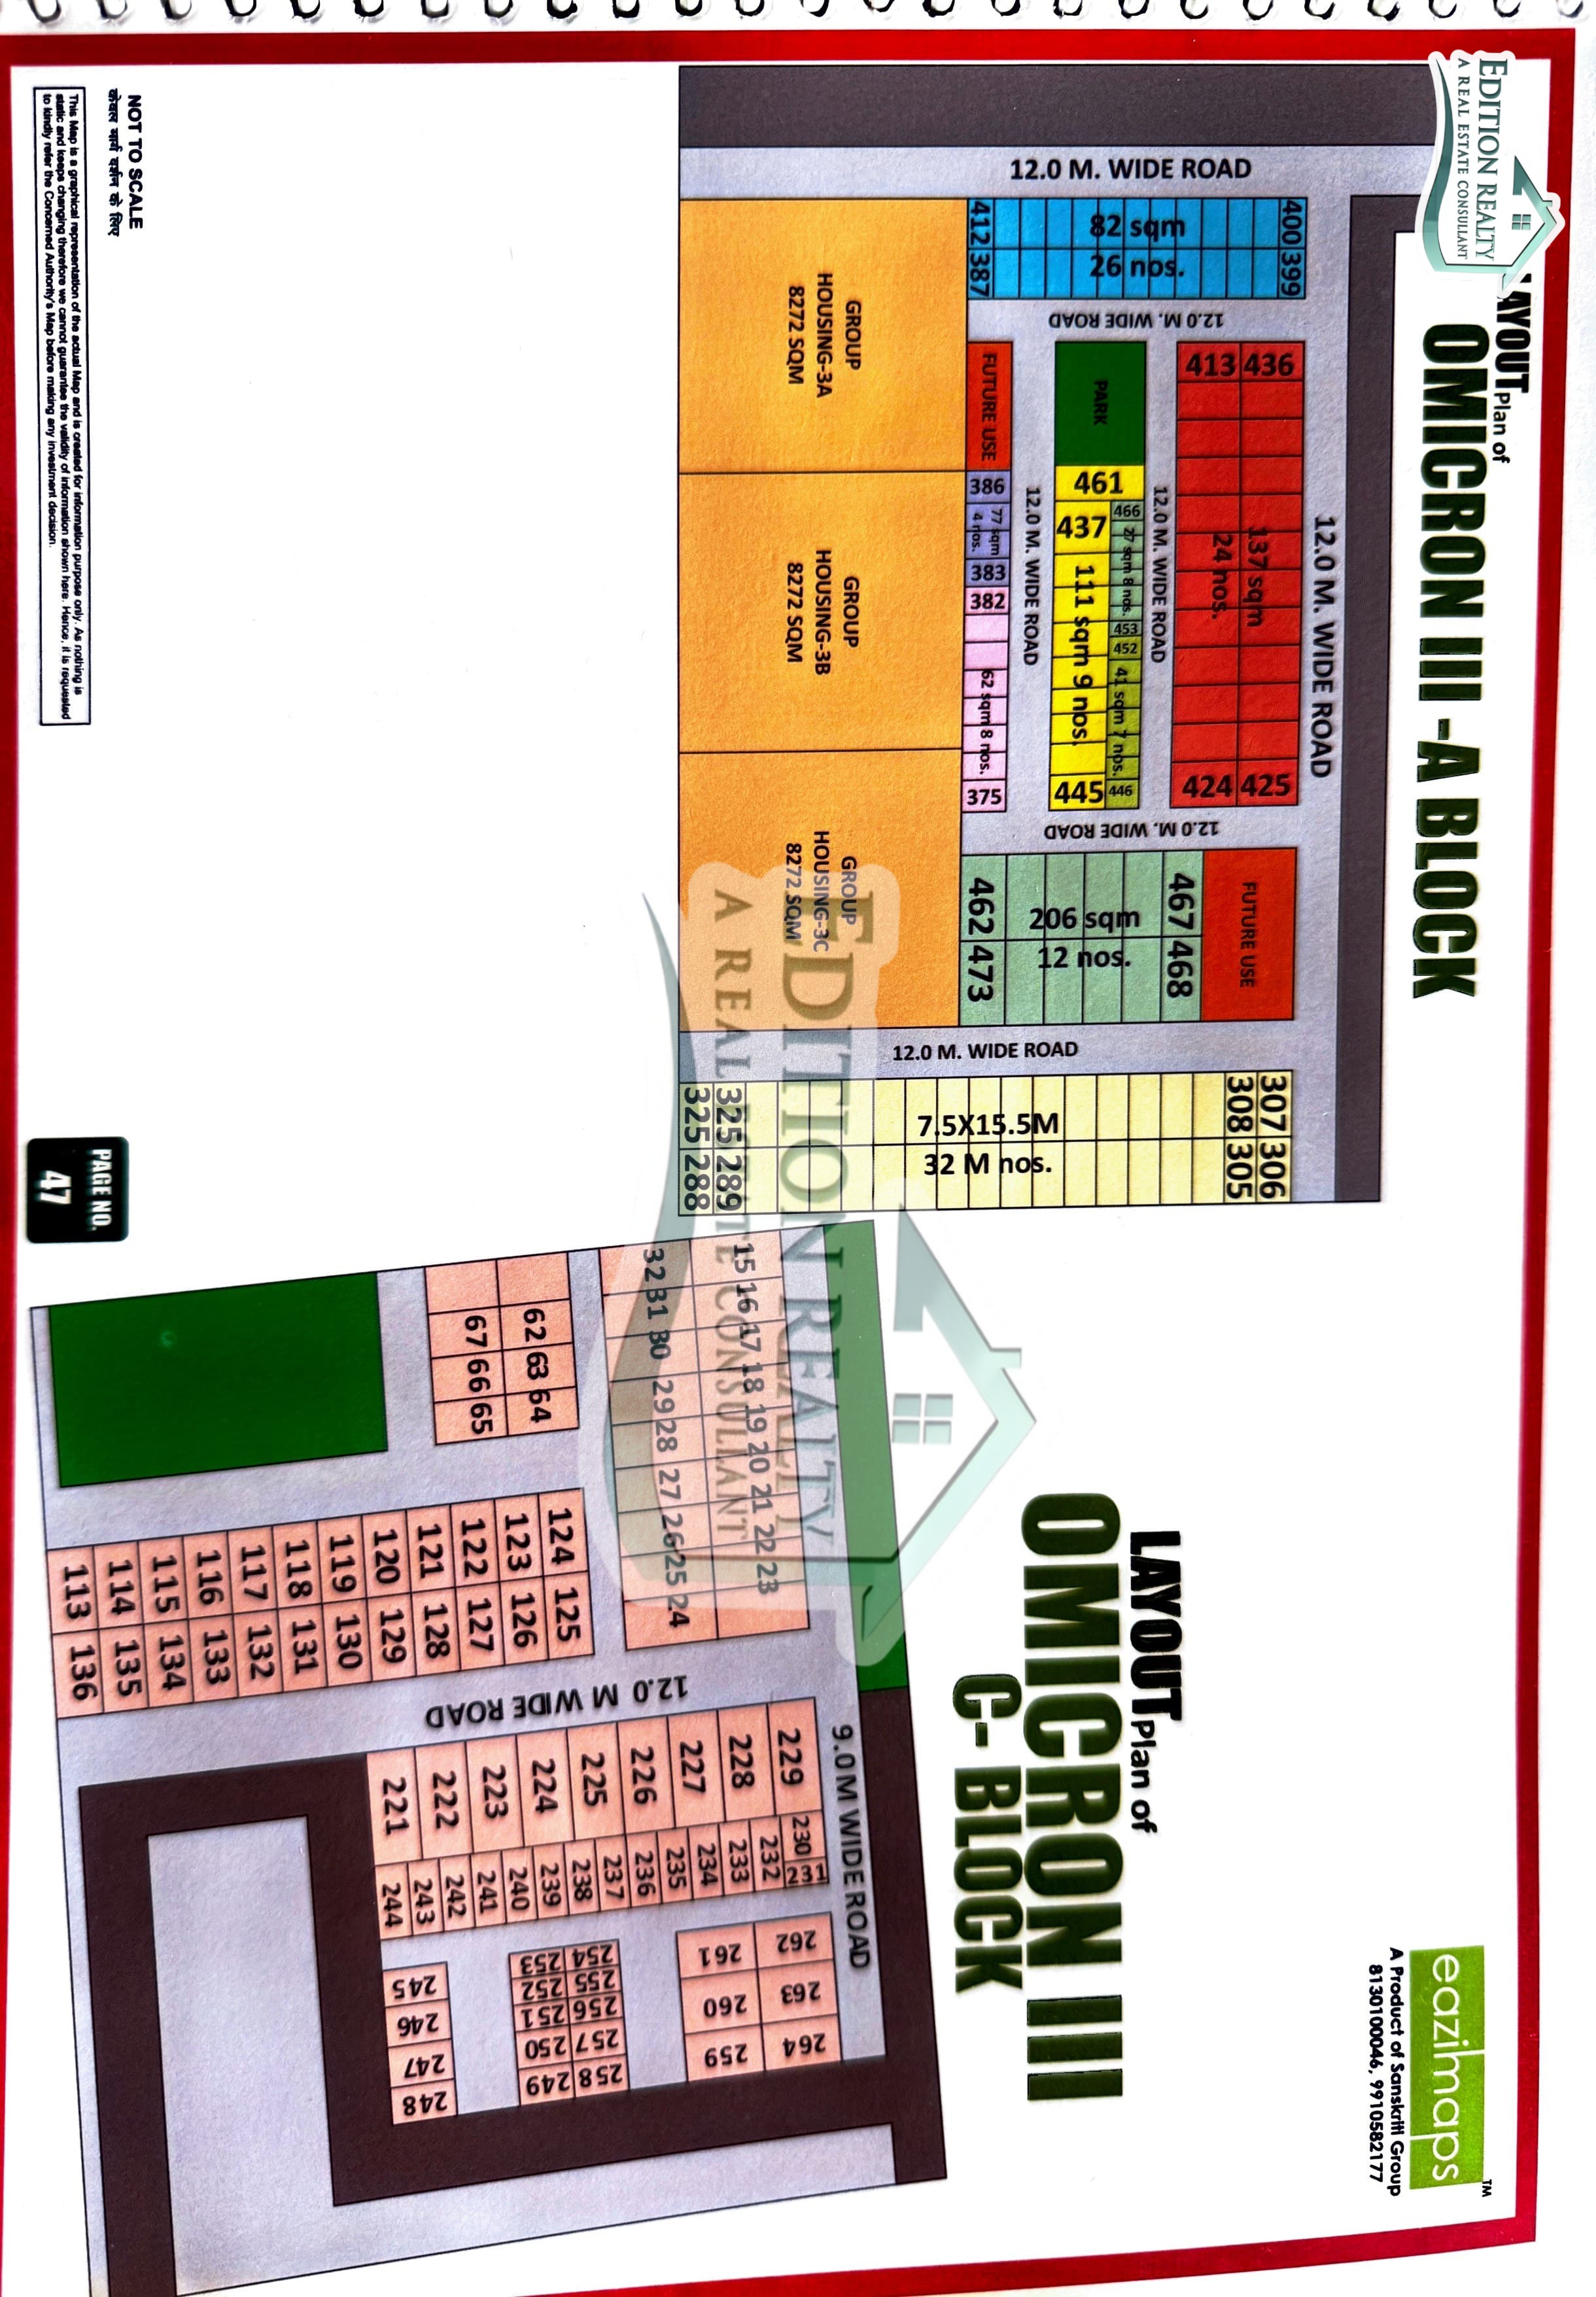 EDITION REALTY
A REAL ESTATE CONSULLANT
LAYOUT Plan of
OMICRON III -A BLOCK
eazimaps TM
A Product of Sanskriti Group
8130100046, 9910582177
12.0 M. WIDE ROAD
12.0 M. WIDE ROAD
400 399
82 sqm
26 nos.
412 387
12.0 M. WIDE ROAD
436 425
137 sqm
24 nos.
413 424
12.0 M. WIDE ROAD
12.0 M. WIDE ROAD
PARK
461
466 27 sqm 8 nos. 453 452 41 sqm 7 nos. 446
437 111 sqm 9 nos. 445
12.0 M. WIDE ROAD
FUTURE USE
386 77 sqm 4 nos. 383 382 62 sqm 8 nos. 375
FUTURE USE
467 468
206 sqm
12 nos.
462 473
12.0 M. WIDE ROAD
307 306
308 305
7.5X15.5M
32 M nos.
325 289
325 288
GROUP
HOUSING-3A
8272 SQM
GROUP
HOUSING-3B
8272 SQM
GROUP
HOUSING-3C
8272 SQM
EDITION REALTY
A REAL ESTATE CONSULLANT
LAYOUT Plan of
OMICRON III
C- BLOCK
9.0 M WIDE ROAD
15 16 17 18 19 20 21 22 23
32 31 30 29 28 27 26 25 24
62 63 64
67 66 65
124 125
123 126
122 127
121 128
120 129
119 130
118 131
117 132
116 133
115 134
114 135
113 136
12.0 M WIDE ROAD
229 230 231
232
228 233
234
227 235
226 236
237
225 238
224 239
240
223 241
222 242
243
221 244
262 263 264
261 260 259
254 255 256 257 258
253 252 251 250 249
245 246 247 248
NOT TO SCALE
केवल मार्ग दर्शन के लिए
This Map is a graphical representation of the actual Map and is created for information purpose only. As nothing is
static and keeps changing therefore we cannot guarantee the validity of information shown here. Hence, it is requested
to kindly refer the Concerned Authority's Map before making any investment decision.
PAGE NO.
47